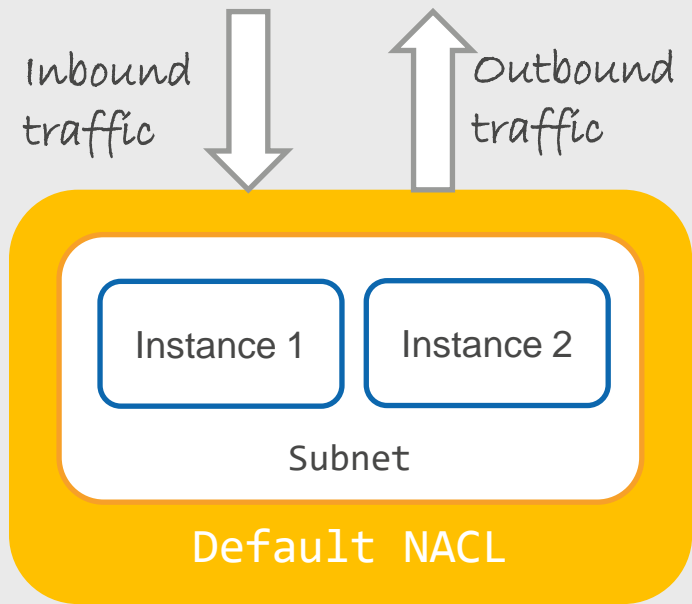 Inbound
traffic
Outbound
traffic
Instance 1
Instance 2
Subnet
Default NACL